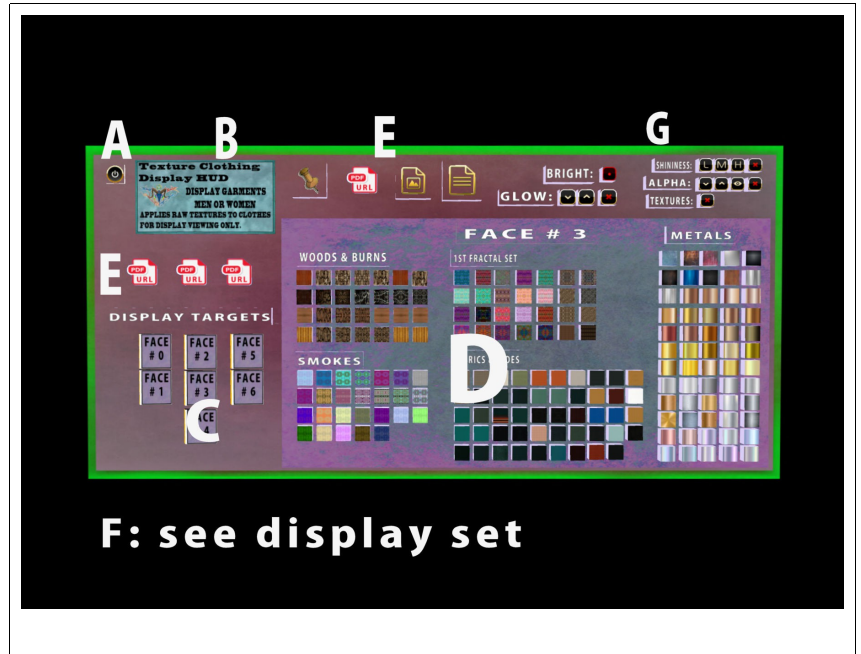 A
B
E
G
Texture Clothing
Display HUD
DISPLAY GARMENTS
MEN OR WOMEN
APPLIES RAW TEXTURES TO CLOTHES
FOR DISPLAY VIEWING ONLY.
PDF
URL
BRIGHT:
GLOW:
SHININESS: L M H
ALPHA:
TEXTURES:
E
PDF
URL
PDF
URL
PDF
URL
DISPLAY TARGETS
FACE
# 0
FACE
# 2
FACE
# 5
FACE
# 1
FACE
# 3
FACE
# 6
C
FACE # 3
WOODS & BURNS
1ST FRACTAL SET
METALS
SMOKES
D
F: see display set